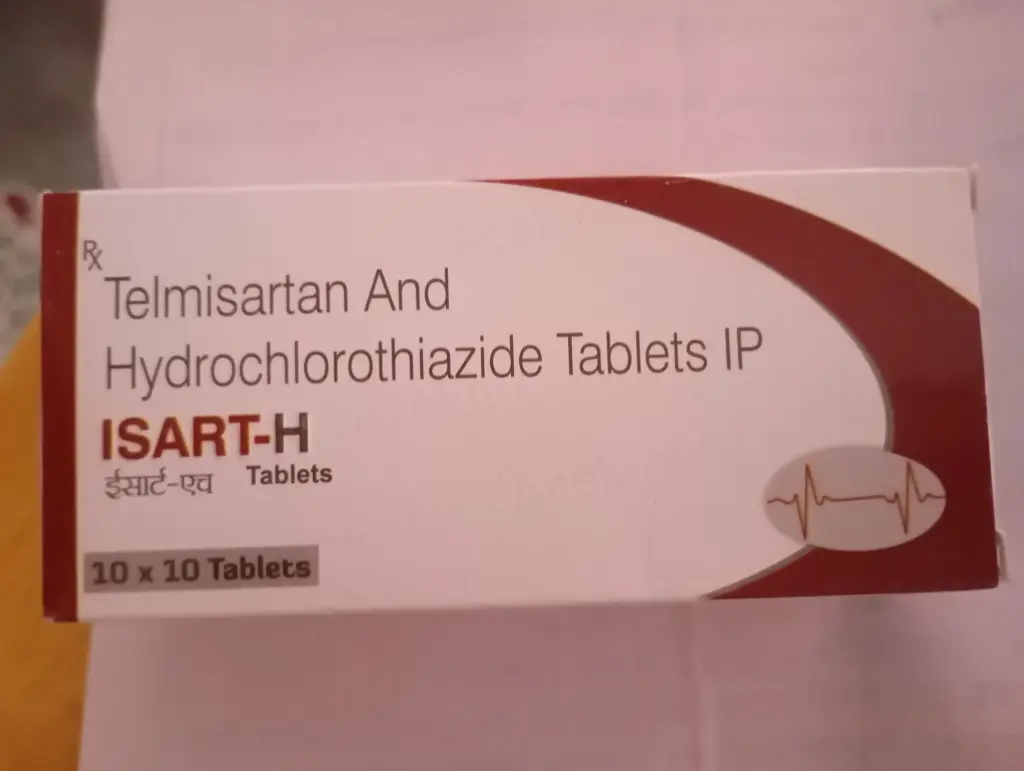 Rx
Telmisartan And
Hydrochlorothiazide Tablets IP
ISART-H
ईसार्ट-एच Tablets
10 x 10 Tablets